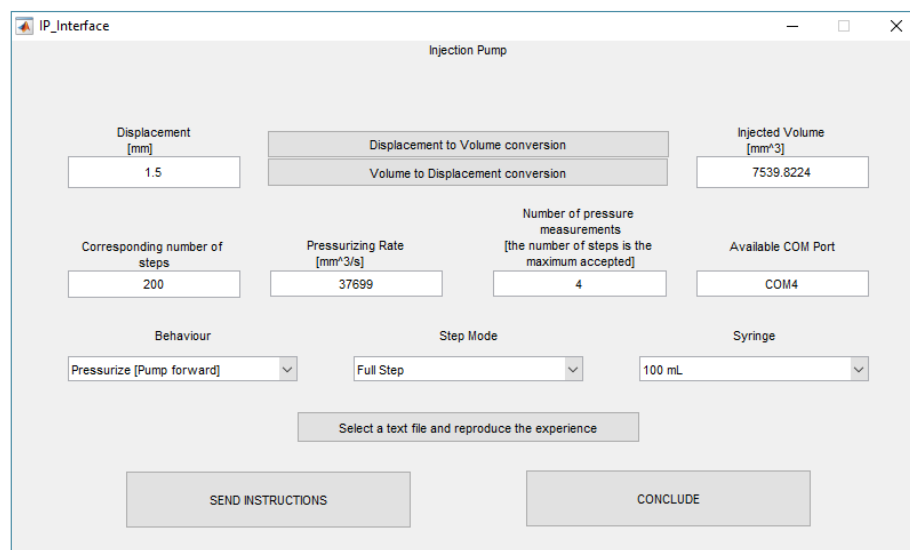 IP_Interface
Injection Pump
Displacement
[mm]
1.5
Displacement to Volume conversion
Volume to Displacement conversion
Injected Volume
[mm^3]
7539.8224
Corresponding number of
steps
200
Pressurizing Rate
[mm^3/s]
37699
Number of pressure
measurements
[the number of steps is the
maximum accepted]
4
Available COM Port
COM4
Behaviour
Pressurize [Pump forward]
Step Mode
Full Step
Syringe
100 mL
Select a text file and reproduce the experience
SEND INSTRUCTIONS
CONCLUDE